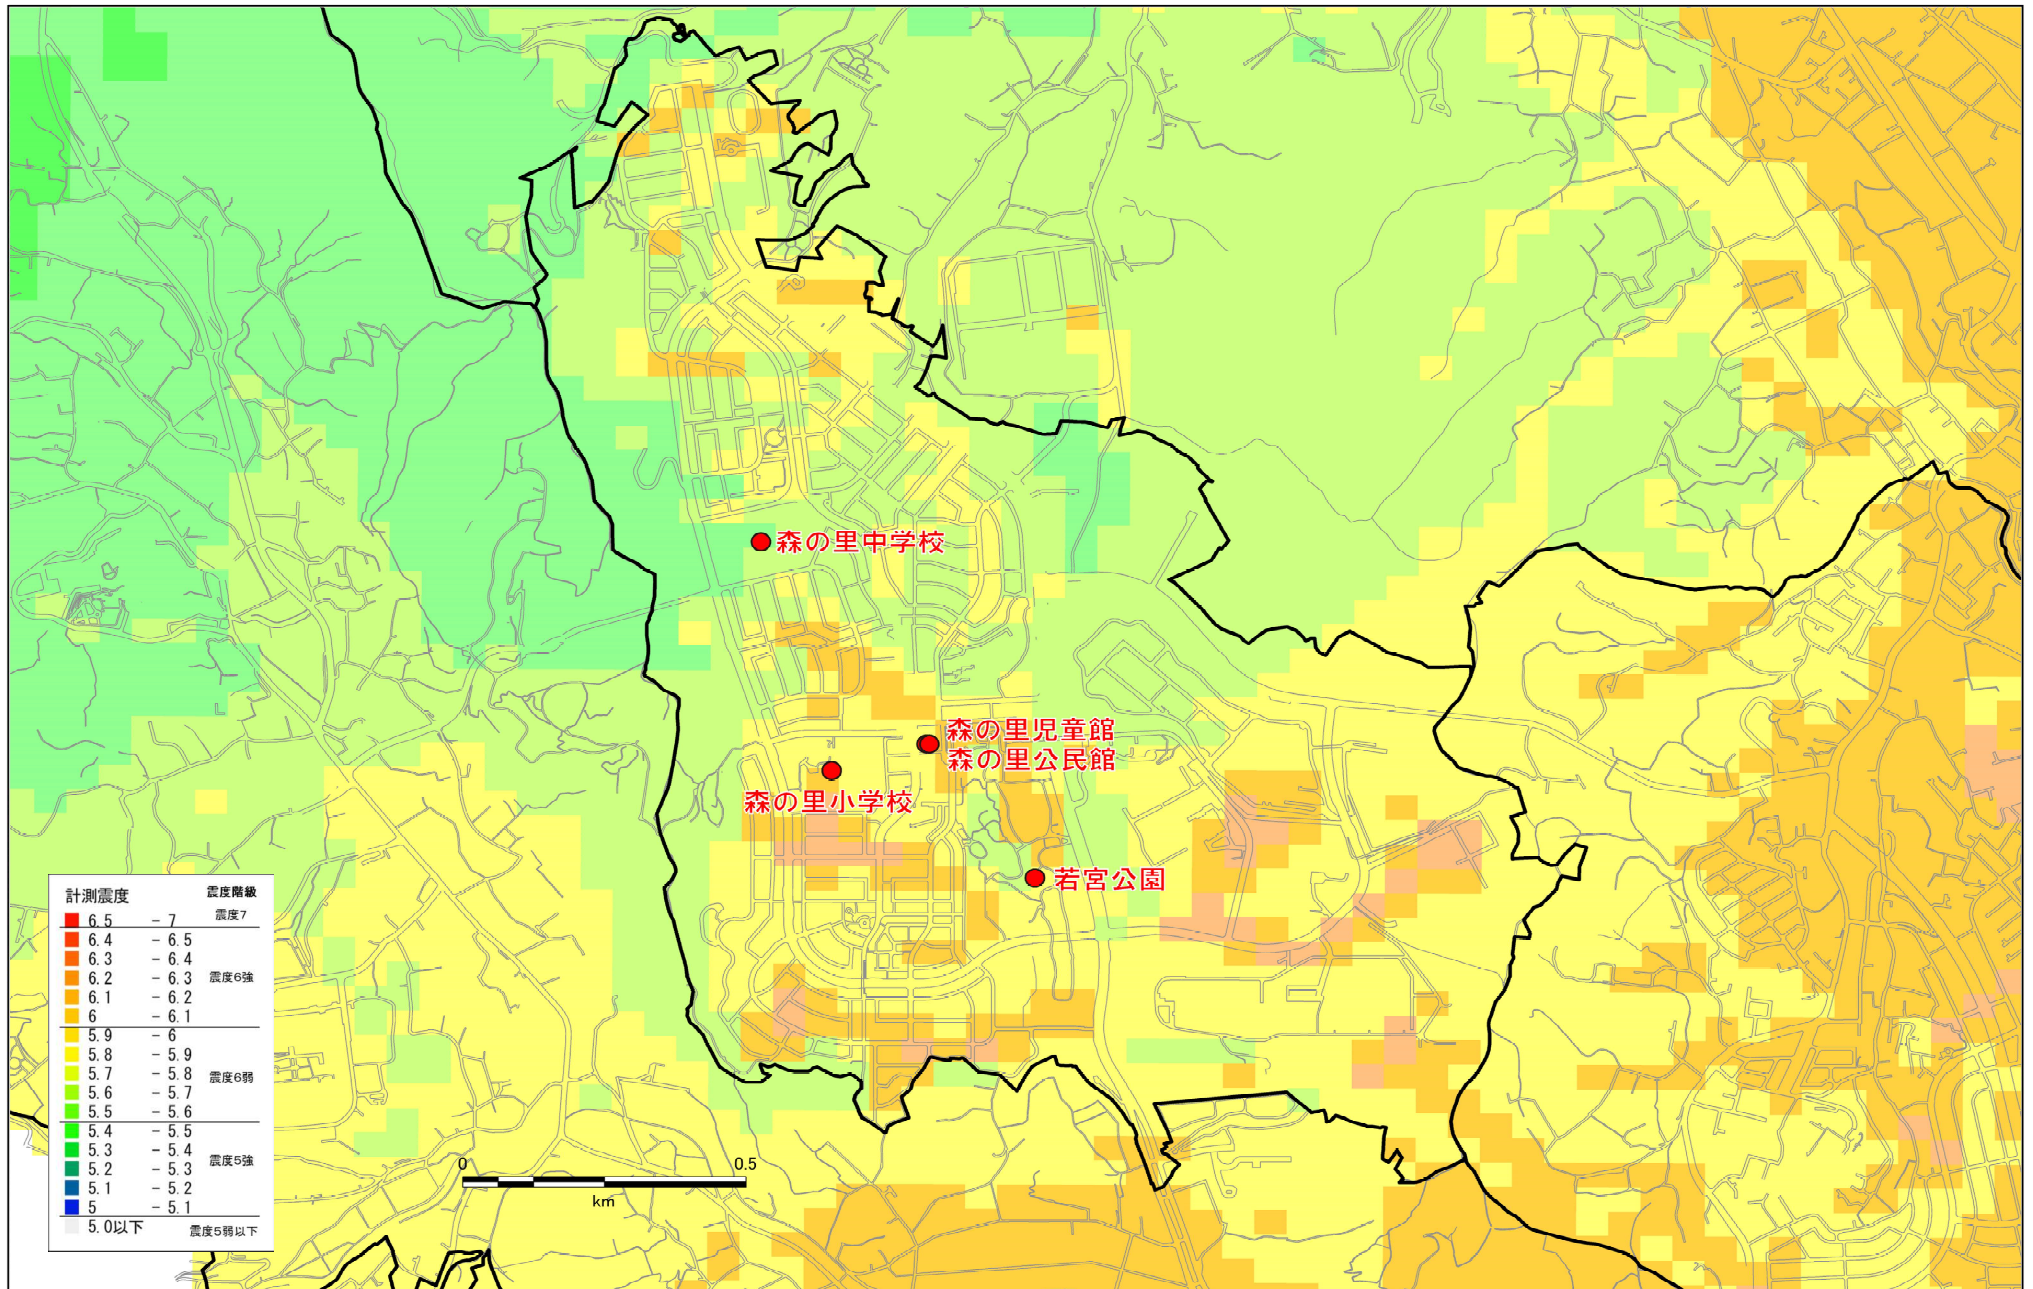 森の里中学校
森の里児童館
森の里公民館
森の里小学校
若宮公園
計測震度 震度階級
6.5 - 7 震度7
6.4 - 6.5
6.3 - 6.4
6.2 - 6.3 震度6強
6.1 - 6.2
6 - 6.1
5.9 - 6
5.8 - 5.9
5.7 - 5.8 震度6弱
5.6 - 5.7
5.5 - 5.6
5.4 - 5.5
5.3 - 5.4 震度5強
5.2 - 5.3
5.1 - 5.2
5 - 5.1
5.0以下 震度5弱以下
0 0.5
km